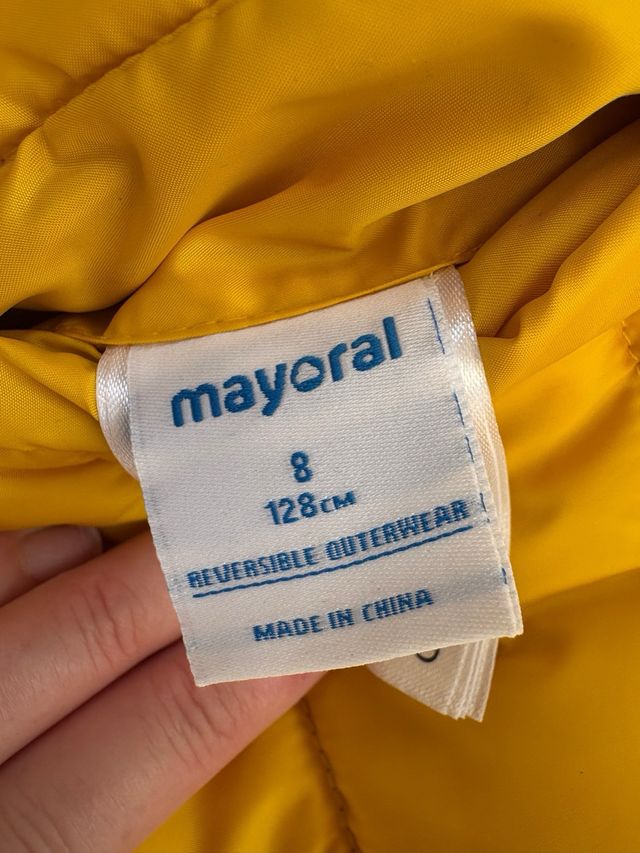 mayoral
8
128CM
REVERSIBLE OUTERWEAR
MADE IN CHINA